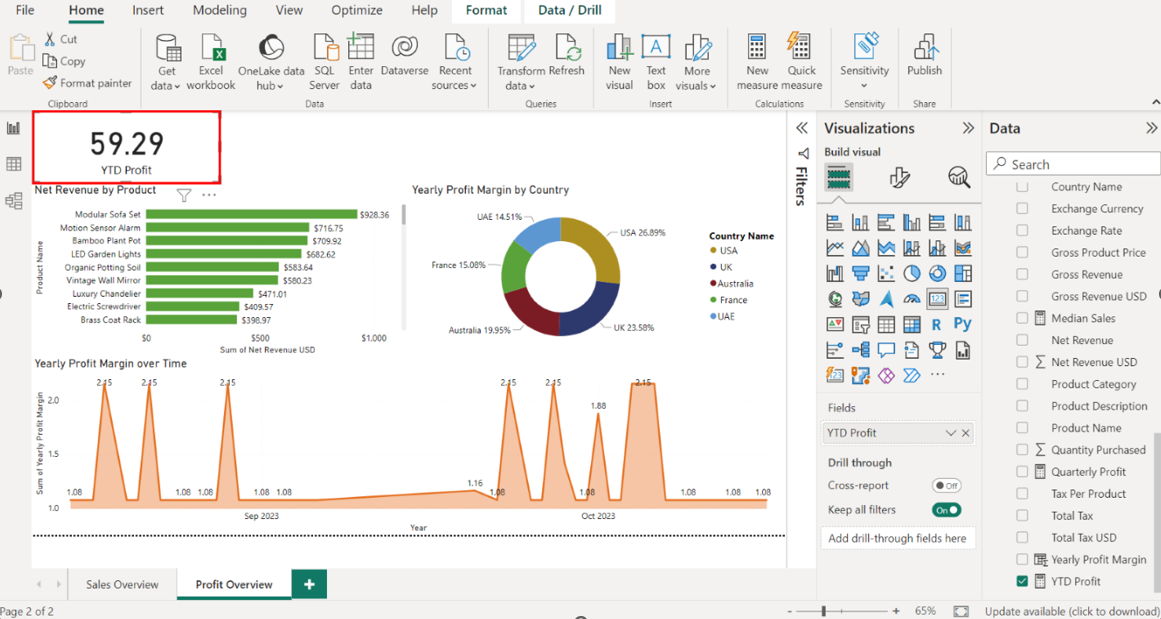 File Home Insert Modeling View Optimize Help Format Data / Drill
Paste
Cut
Copy
Format painter
Clipboard
Get data
Excel workbook
OneLake data hub
SQL Server
Enter data
Dataverse
Recent sources
Data
Transform data
Refresh
Queries
New visual
Text box
More visuals
Insert
New measure
Quick measure
Calculations
Sensitivity
Sensitivity
Publish
Share
59.29
YTD Profit
Net Revenue by Product
Product Name
Modular Sofa Set $928.36
Motion Sensor Alarm $716.75
Bamboo Plant Pot $709.92
LED Garden Lights $682.62
Organic Potting Soil $583.64
Vintage Wall Mirror $580.23
Luxury Chandelier $471.01
Electric Screwdriver $409.57
Brass Coat Rack $398.97
$0 $500 $1.000
Sum of Net Revenue USD
Yearly Profit Margin by Country
UAE 14.51%
USA 26.89%
France 15.08%
Australia 19.95%
UK 23.58%
Country Name
USA
UK
Australia
France
UAE
Yearly Profit Margin over Time
Sum of Yearly Profit Margin
2.0
1.5
1.0
2.15 2.15 2.15 2.15 2.15 2.15
1.88
1.08 1.08 1.08 1.08 1.08 1.16 1.08 1.08 1.08 1.08 1.08
Sep 2023 Oct 2023
Year
Filters
Visualizations
Build visual
123
R Py
123
Fields
YTD Profit
Drill through
Cross-report Off
Keep all filters On
Add drill-through fields here
Data
Search
Country Name
Exchange Currency
Exchange Rate
Gross Product Price
Gross Revenue
Gross Revenue USD
Median Sales
Net Revenue
Net Revenue USD
Product Category
Product Description
Product Name
Quantity Purchased
Quarterly Profit
Tax Per Product
Total Tax
Total Tax USD
Yearly Profit Margin
YTD Profit
Sales Overview Profit Overview +
Page 2 of 2 - + 65% Update available (click to download)